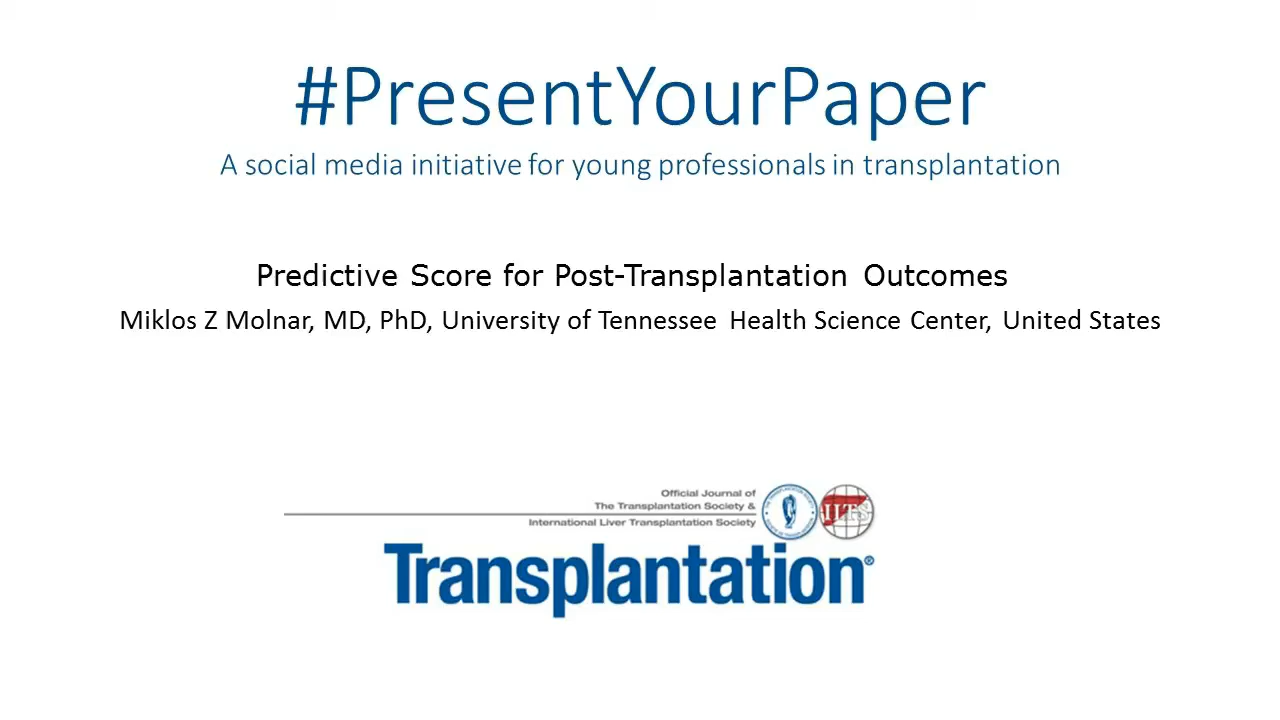 #PresentYourPaper
A social media initiative for young professionals in transplantation
Predictive Score for Post-Transplantation Outcomes
Miklos Z Molnar, MD, PhD, University of Tennessee Health Science Center, United States
Official Journal of
The Transplantation Society &
International Liver Transplantation Society
ILTS
Transplantation®